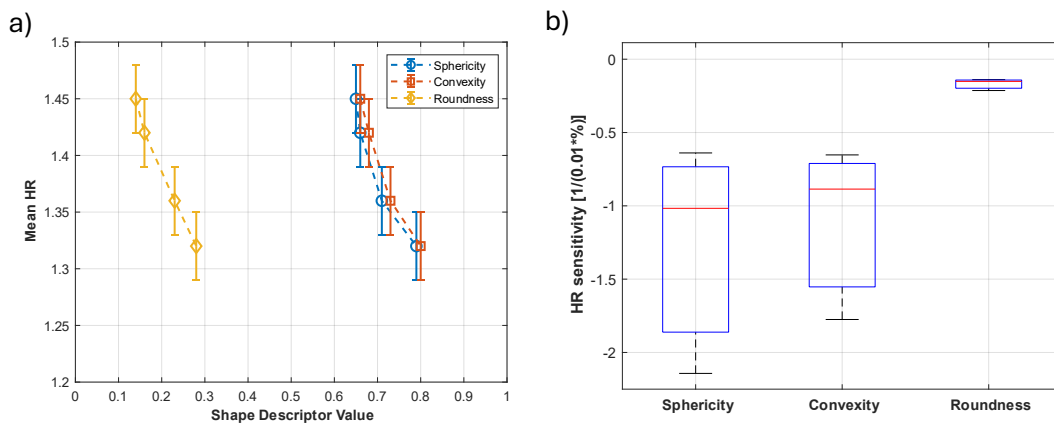 a)
Mean HR
1.5
1.45
1.4
1.35
1.3
1.25
1.2
0
0.1
0.2
0.3
0.4
0.5
0.6
0.7
0.8
0.9
1
Shape Descriptor Value
Sphericity
Convexity
Roundness
b)
HR sensitivity [1/(0.01*%)]
0
-0.5
-1
-1.5
-2
Sphericity
Convexity
Roundness